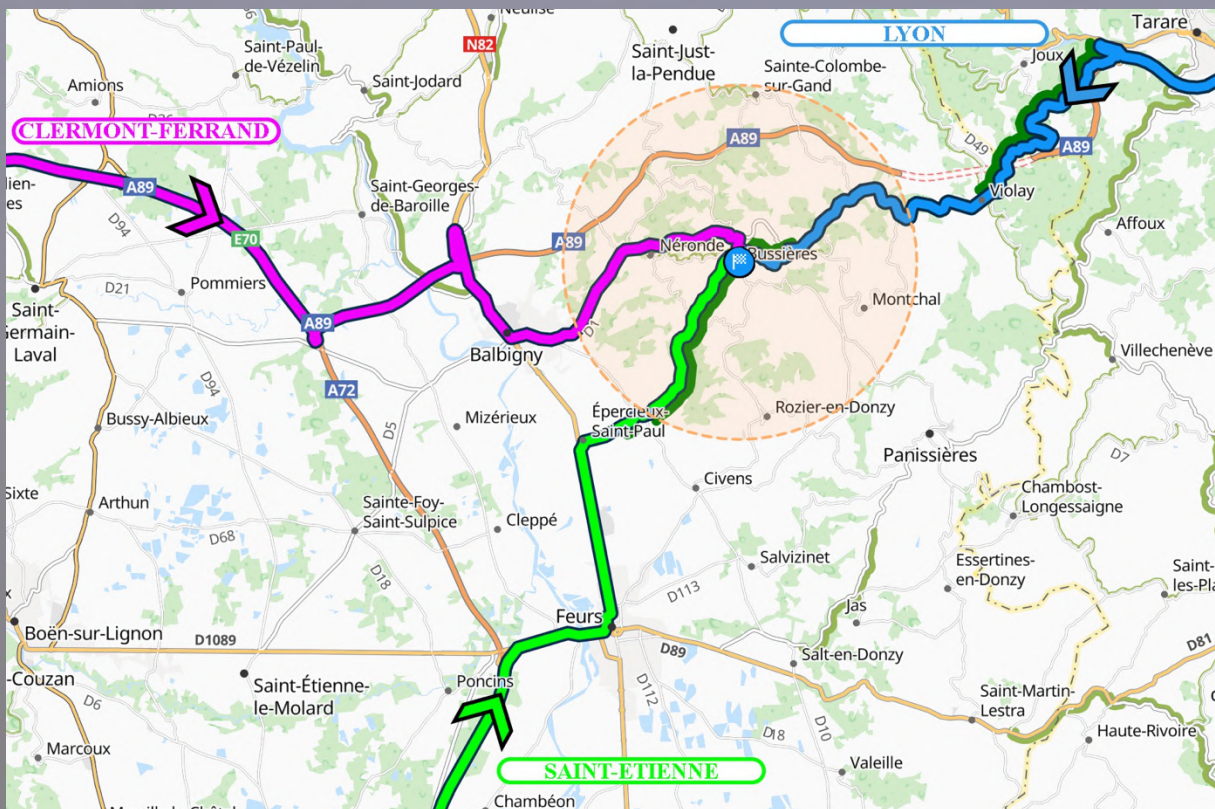 Neulise
Tarare
LYON
N82
Saint-Just-
la-Pendue
Saint-Paul-
de-Vézelin
Joux
Sainte-Colombe-
sur-Gand
Saint-Jodard
Amions
CLERMONT-FERRAND
A89
D49
A89
A89
Saint-Georges-
de-Baroille
Violay
D94
Affoux
E70
A89
Néronde
Bussières
D21
Pommiers
Montchal
Saint-
Germain-
Laval
A89
D1
Balbigny
Villechenève
D94
A72
Bussy-Albieux
Mizérieux
Épercieux-
Saint-Paul
Rozier-en-Donzy
D5
Panissières
D7
Civens
Sixte
Arthun
Sainte-Foy-
Saint-Sulpice
Chambost-
Longessaigne
Cleppé
D68
Salvizinet
Essertines-
en-Donzy
Saint-
les-Pla
D18
D113
Jas
Feurs
Boën-sur-Lignon
D1089
D89
D81
Salt-en-Donzy
-Couzan
Saint-Étienne-
le-Molard
Poncins
D6
D112
Saint-Martin-
Lestra
D10
D18
Haute-Rivoire
Marcoux
Valeille
SAINT-ETIENNE
Chambéon